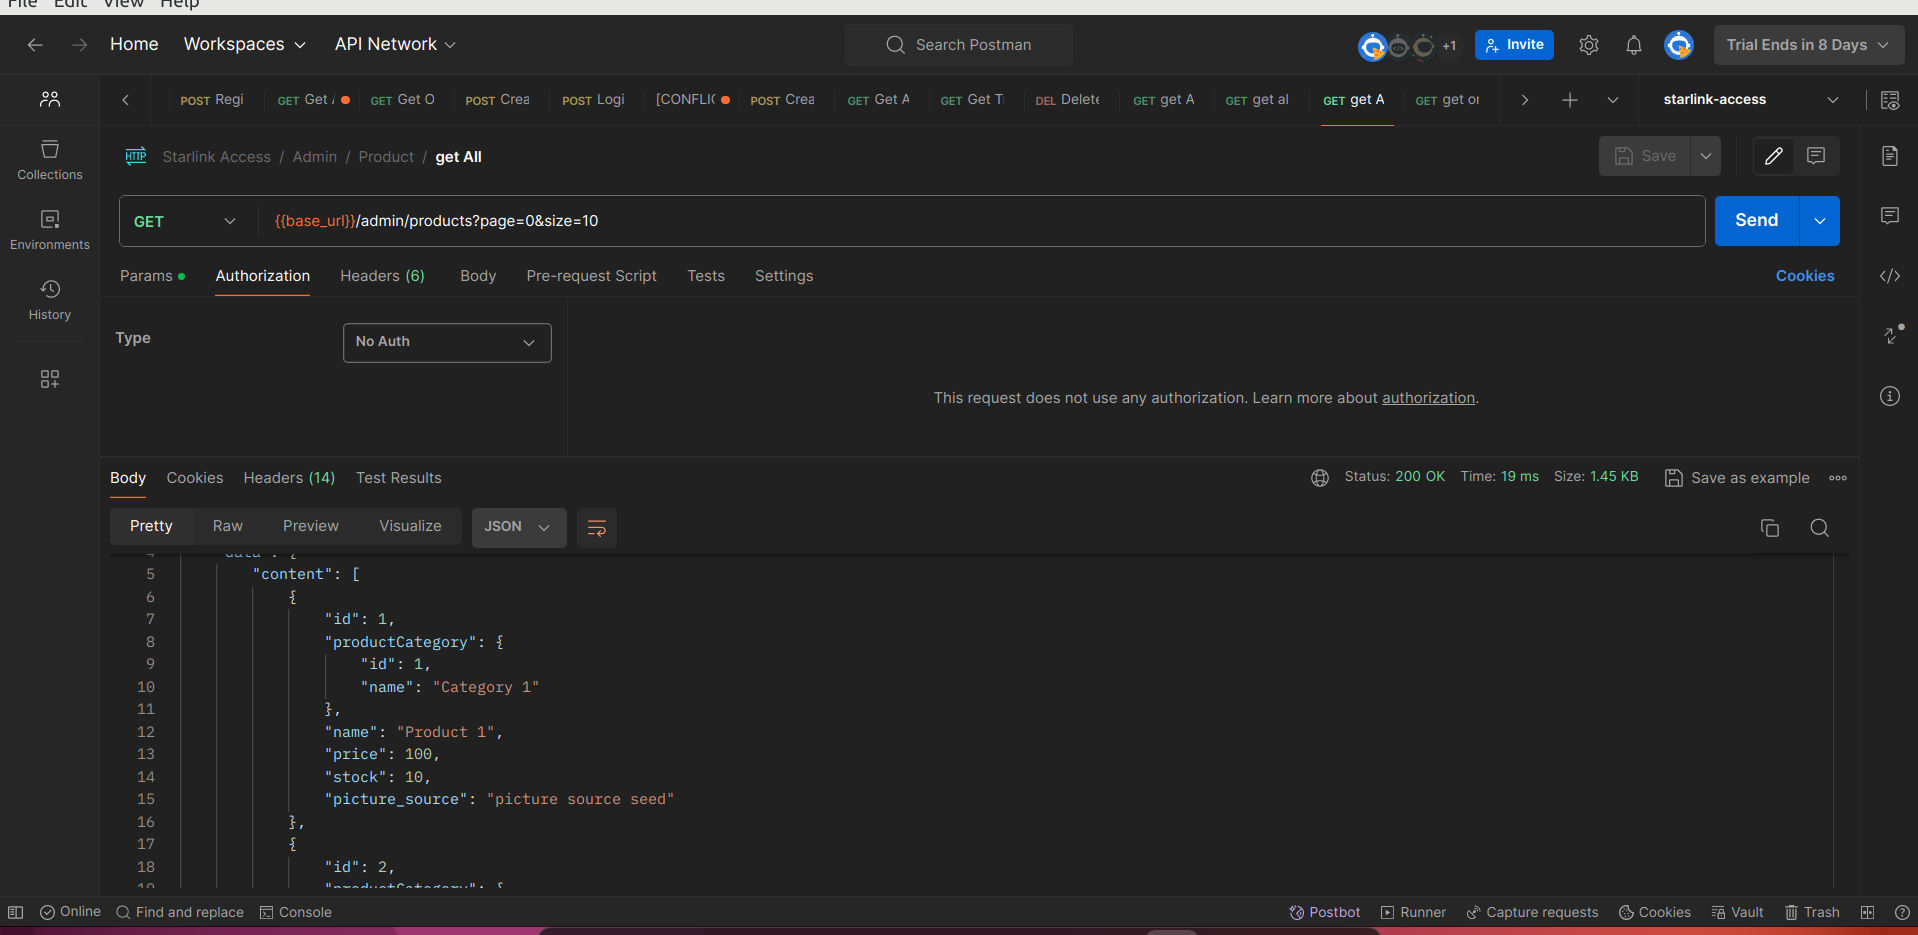 File Edit View Help
Home Workspaces API Network Search Postman +1 Invite Trial Ends in 8 Days
POST Regi GET Get GET Get O POST Crea POST Logi [CONFLIC POST Crea GET Get A GET Get T DEL Delete GET get A GET get al GET get A GET get or starlink-access
HTTP Starlink Access / Admin / Product / get All Save
Collections
GET {{base_url}}/admin/products?page=0&size=10 Send
Environments
Params Authorization Headers (6) Body Pre-request Script Tests Settings Cookies
History
Type No Auth
This request does not use any authorization. Learn more about authorization.
Body Cookies Headers (14) Test Results Status: 200 OK Time: 19 ms Size: 1.45 KB Save as example
Pretty Raw Preview Visualize JSON
4 "data": {
5 "content": [
6 {
7 "id": 1,
8 "productCategory": {
9 "id": 1,
10 "name": "Category 1"
11 },
12 "name": "Product 1",
13 "price": 100,
14 "stock": 10,
15 "picture_source": "picture source seed"
16 },
17 {
18 "id": 2,
19 "productCategory": {
Online Find and replace Console Postbot Runner Capture requests Cookies Vault Trash